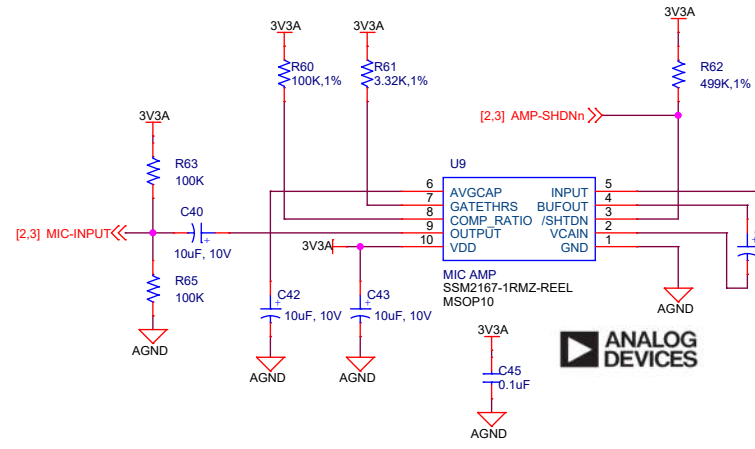 3V3A
3V3A
3V3A
R60
100K,1%
R61
3.32K,1%
R62
499K,1%
3V3A
[2,3] AMP-SHDNn
R63
100K
U9
6
7
8
9
10
AVGCAP
GATETHRS
COMP_RATIO
OUTPUT
VDD
INPUT
BUFOUT
/SHTDN
VCAIN
GND
5
4
3
2
1
[2,3] MIC-INPUT
C40
10uF, 10V
3V3A
R65
100K
MIC AMP
SSM2167-1RMZ-REEL
MSOP10
C42
10uF, 10V
C43
10uF, 10V
AGND
AGND
AGND
AGND
3V3A
C45
0.1uF
AGND
ANALOG
DEVICES